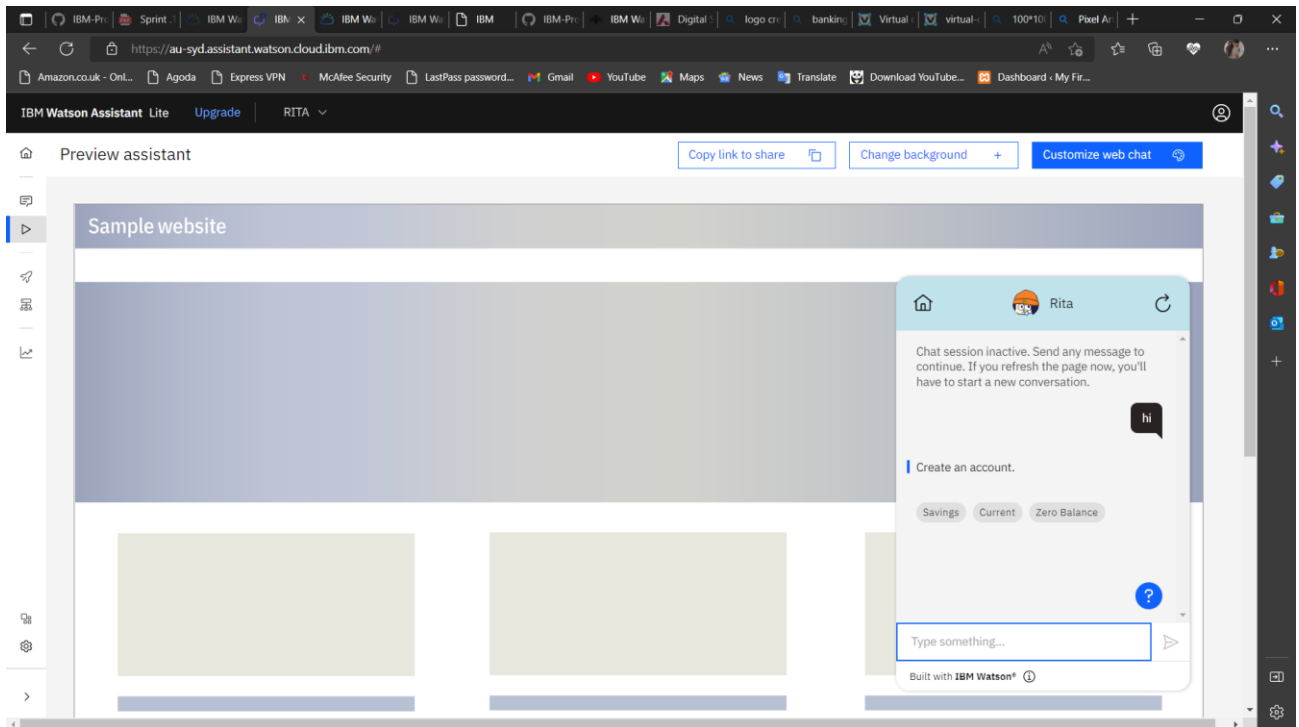 IBM-Pro
Sprint
IBM Wa
IBM
IBM Wa
IBM Wa
IBM
IBM-Pro
IBM Wa
Digital S
logo cre
banking
Virtual
virtual-
100*10
Pixel Ar
https://au-syd.assistant.watson.cloud.ibm.com/#
Amazon.co.uk - Onl...
Agoda
Express VPN
McAfee Security
LastPass password...
Gmail
YouTube
Maps
News
Translate
Download YouTube...
Dashboard ‹ My Fir...
IBM Watson Assistant Lite Upgrade RITA
Preview assistant
Copy link to share
Change background +
Customize web chat
Sample website
Rita
Chat session inactive. Send any message to
continue. If you refresh the page now, you'll
have to start a new conversation.
hi
Create an account.
Savings Current Zero Balance
?
Type something...
Built with IBM Watson®